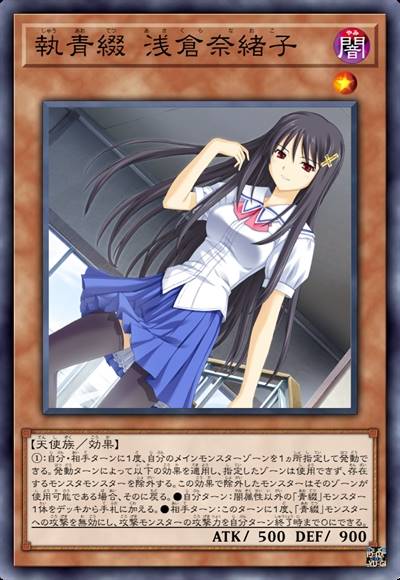 執青綴 浅倉奈緒子
闇
【天使族／効果】
①：自分・相手ターンに1度、自分のメインモンスターゾーンを1ヵ所指定して発動で
きる。発動ターンによって以下の効果を適用し、指定したゾーンは使用できず、存在
するモンスタモンスターを除外する。この効果で除外したモンスターはそのゾーンが
使用可能である場合、その に戻る。●自分ターン：闇属性以外の「青綴」モンスター
1体をデッキから手札に加える。●相手ターン：このターンに1度、「青綴」モンスター
への攻撃を無効にし、攻撃モンスターの攻撃力を自分ターン終了時まで0にできる。
ATK/ 500 DEF/ 900